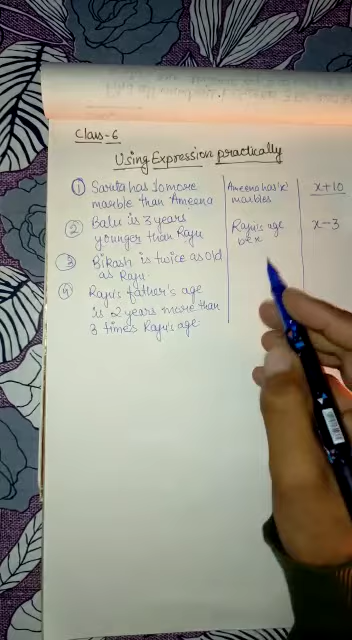 Class-6
Using Expression practically
① Sarita has 10 more
marble than Ameena
Ameena has 'x'
marbles
x+10
② Balu is 3 years
younger than Raju
Raju's age
be x
x-3
③ Bikash is twice as old
as Raju.
④ Raju's father's age
is 2 years more than
3 times Raju's age